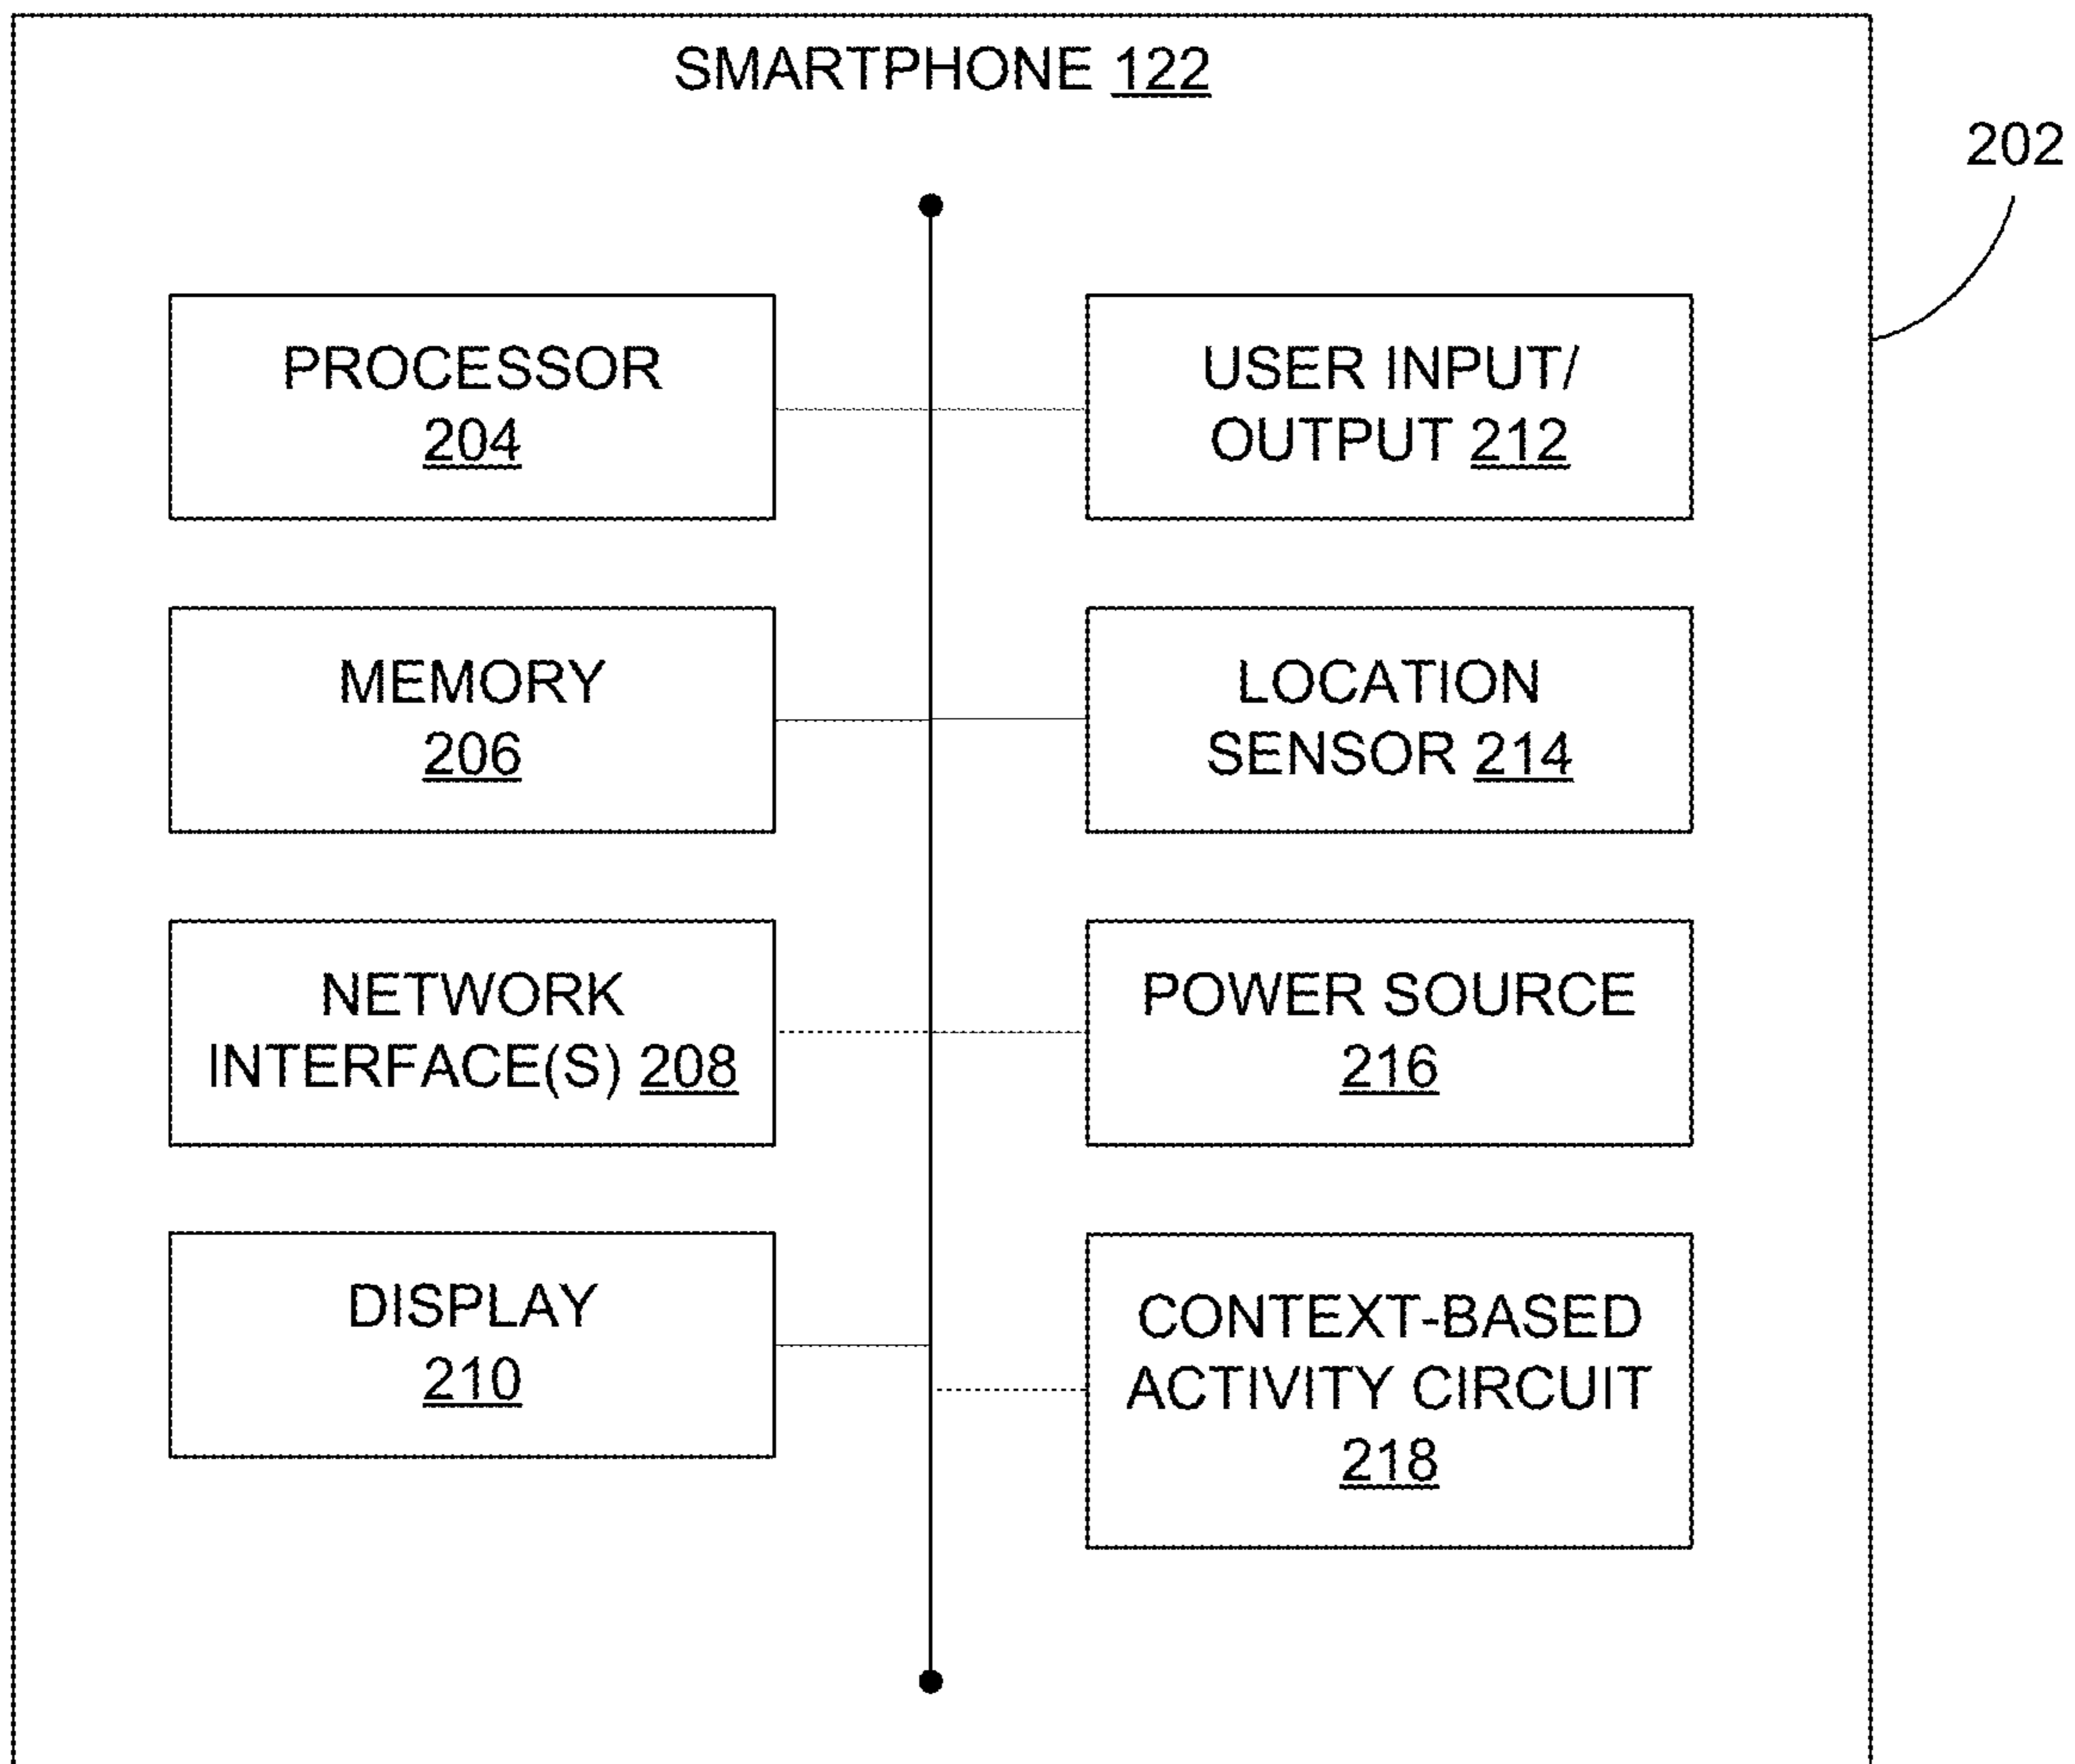 SMARTPHONE 122
202
PROCESSOR
204
USER INPUT/
OUTPUT 212
MEMORY
206
LOCATION
SENSOR 214
NETWORK
INTERFACE(S) 208
POWER SOURCE
216
DISPLAY
210
CONTEXT-BASED
ACTIVITY CIRCUIT
218